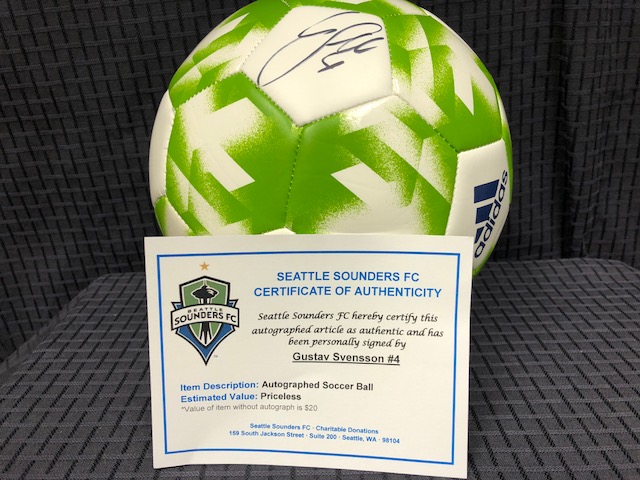 adidas
SEATTLE
SOUNDERS FC
SEATTLE SOUNDERS FC
CERTIFICATE OF AUTHENTICITY
Seattle Sounders FC hereby certify this
autographed article as authentic and has
been personally signed by
Gustav Svensson #4
Item Description: Autographed Soccer Ball
Estimated Value: Priceless
*Value of item without autograph is $20
Seattle Sounders FC · Charitable Donations
159 South Jackson Street · Suite 200 · Seattle, WA · 98104